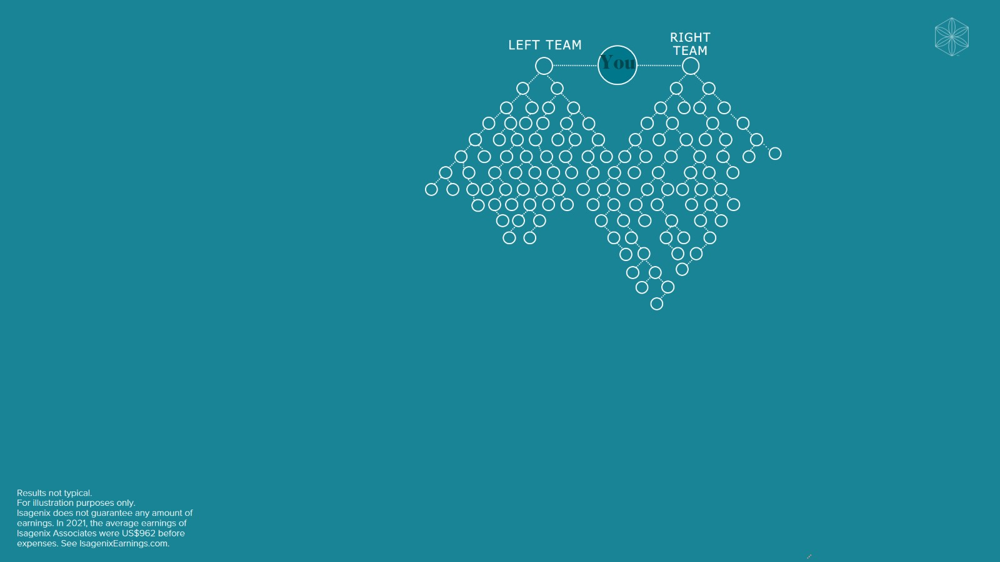 LEFT TEAM
You
RIGHT
TEAM
Results not typical.
For illustration purposes only.
Isagenix does not guarantee any amount of
earnings. In 2021, the average earnings of
Isagenix Associates were US$962 before
expenses. See IsagenixEarnings.com.